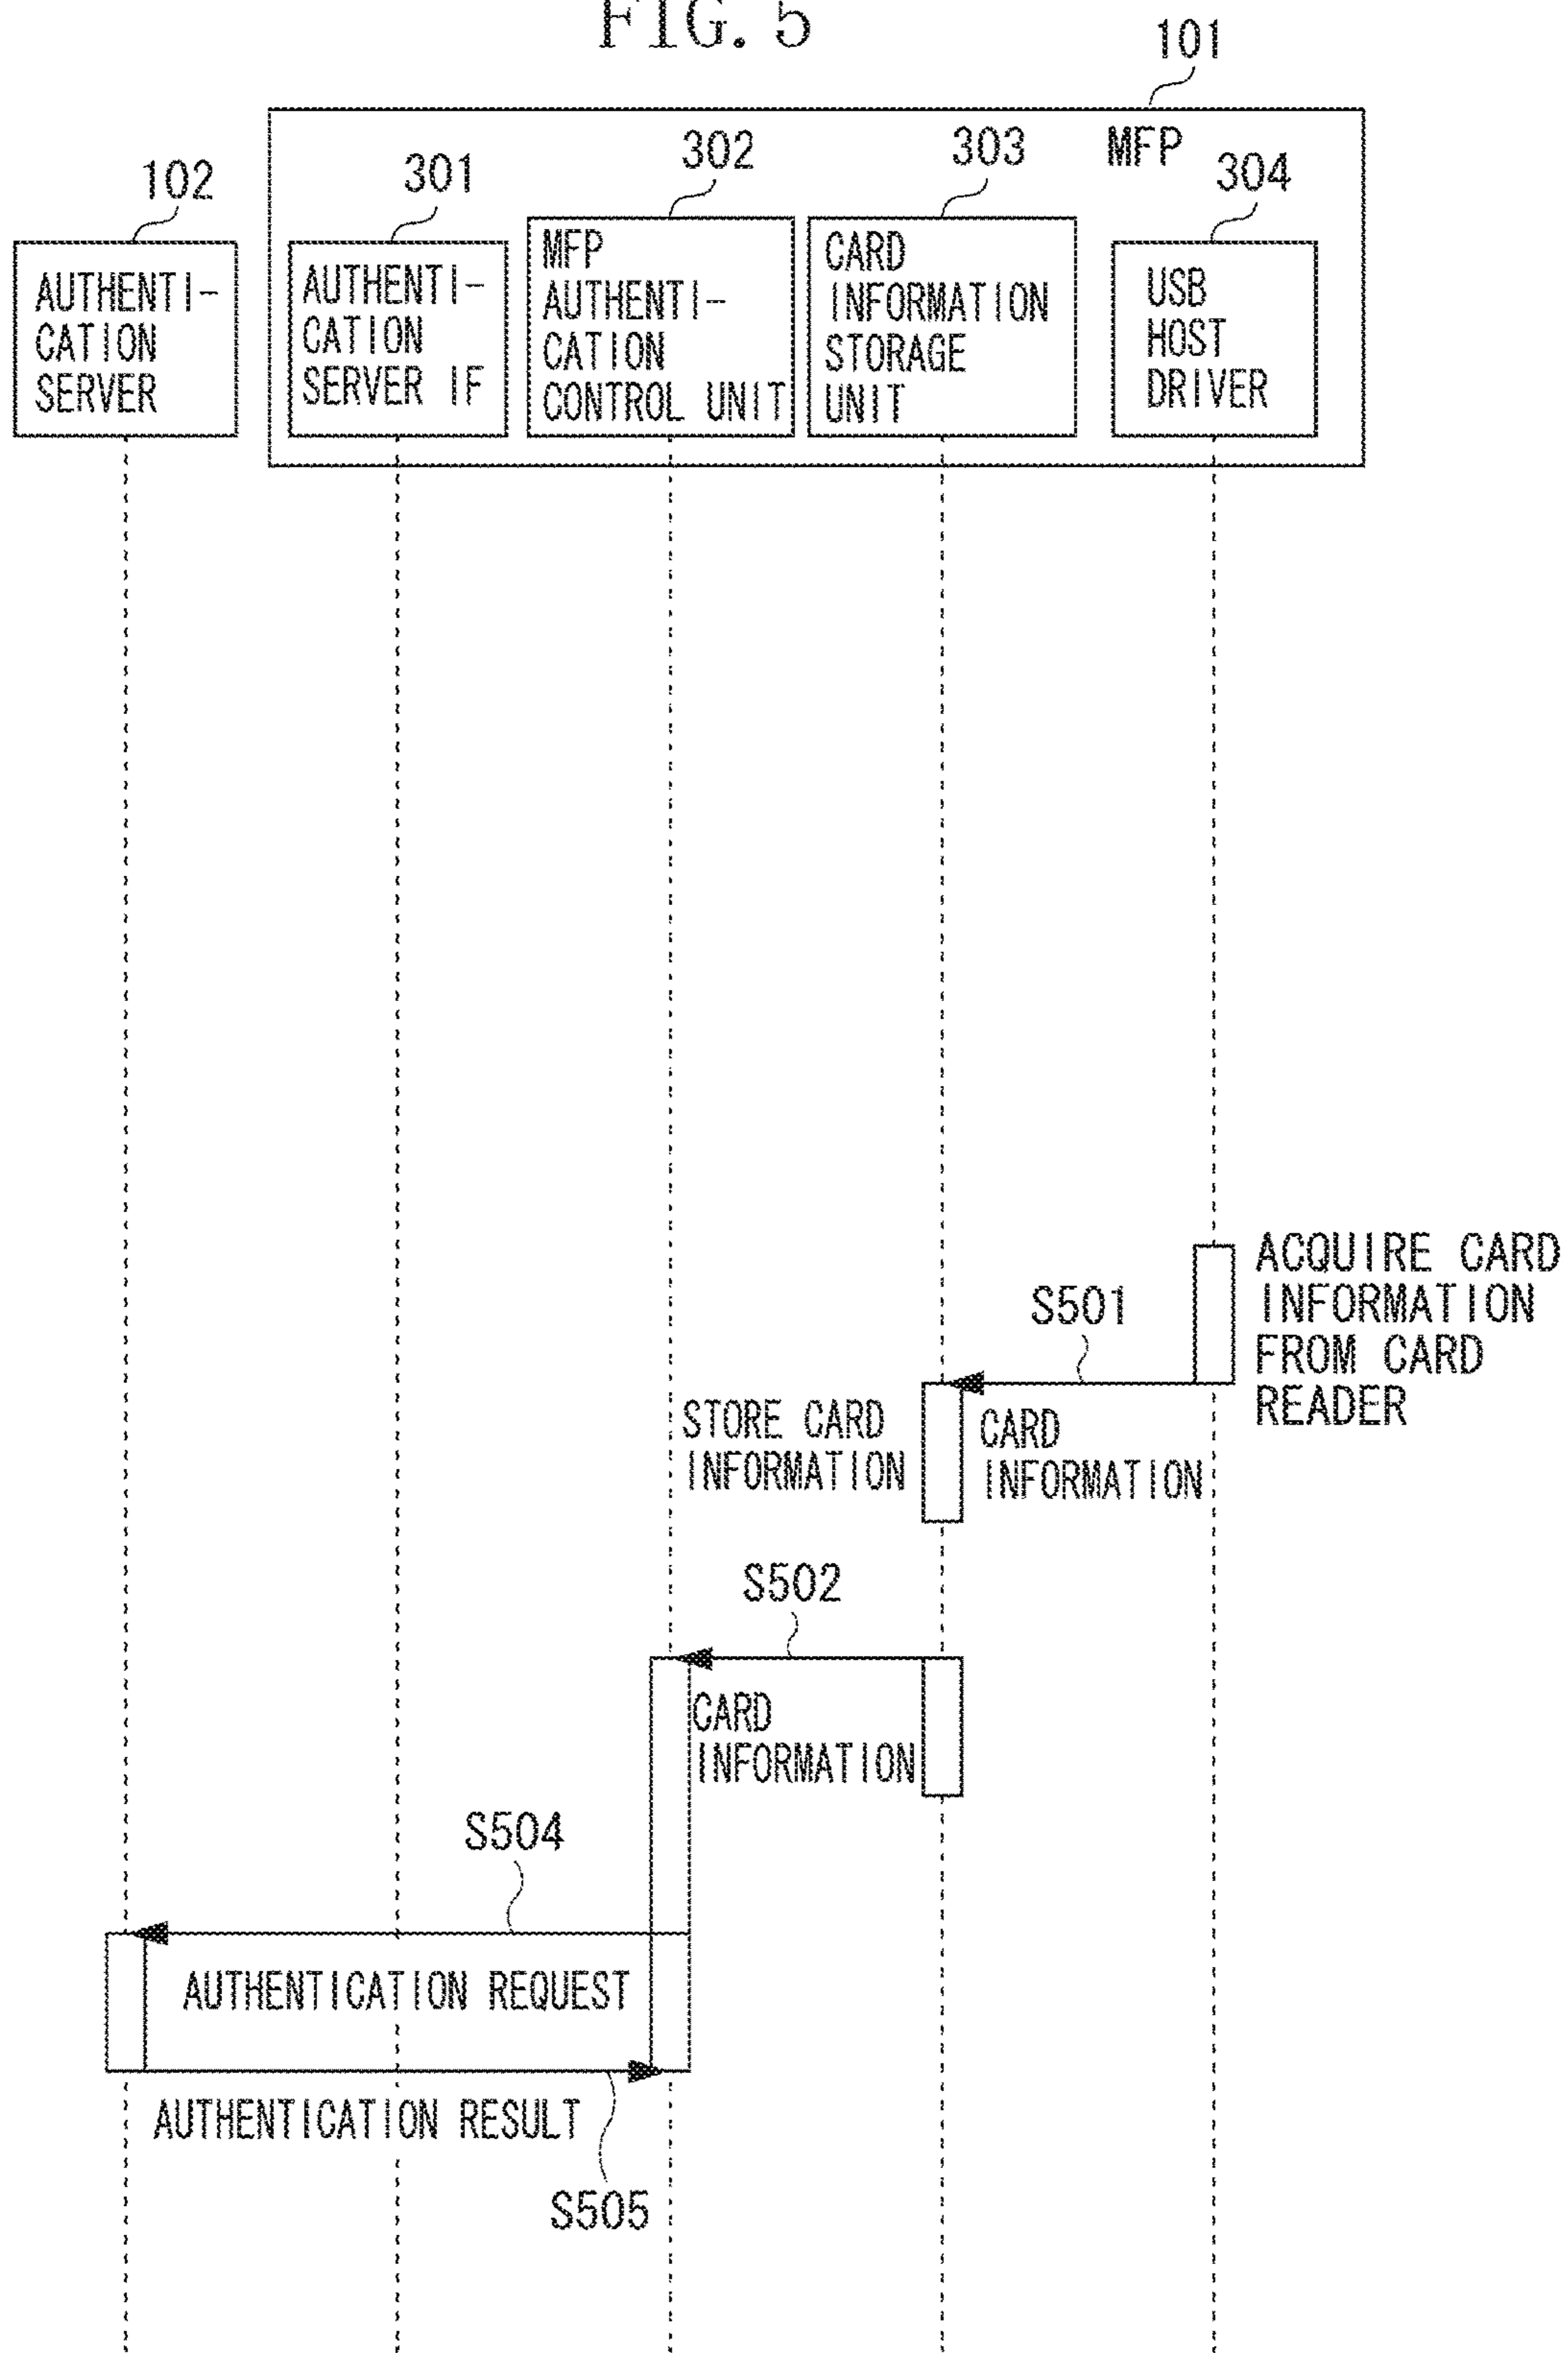 FIG. 5
101
MFP
102
301
302
303
304
AUTHENTI-
CATION
SERVER
AUTHENTI-
CATION
SERVER IF
MFP
AUTHENTI-
CATION
CONTROL UNIT
CARD
INFORMATION
STORAGE
UNIT
USB
HOST
DRIVER
ACQUIRE CARD
INFORMATION
FROM CARD
READER
S501
CARD
INFORMATION
STORE CARD
INFORMATION
S502
CARD
INFORMATION
S504
AUTHENTICATION REQUEST
AUTHENTICATION RESULT
S505